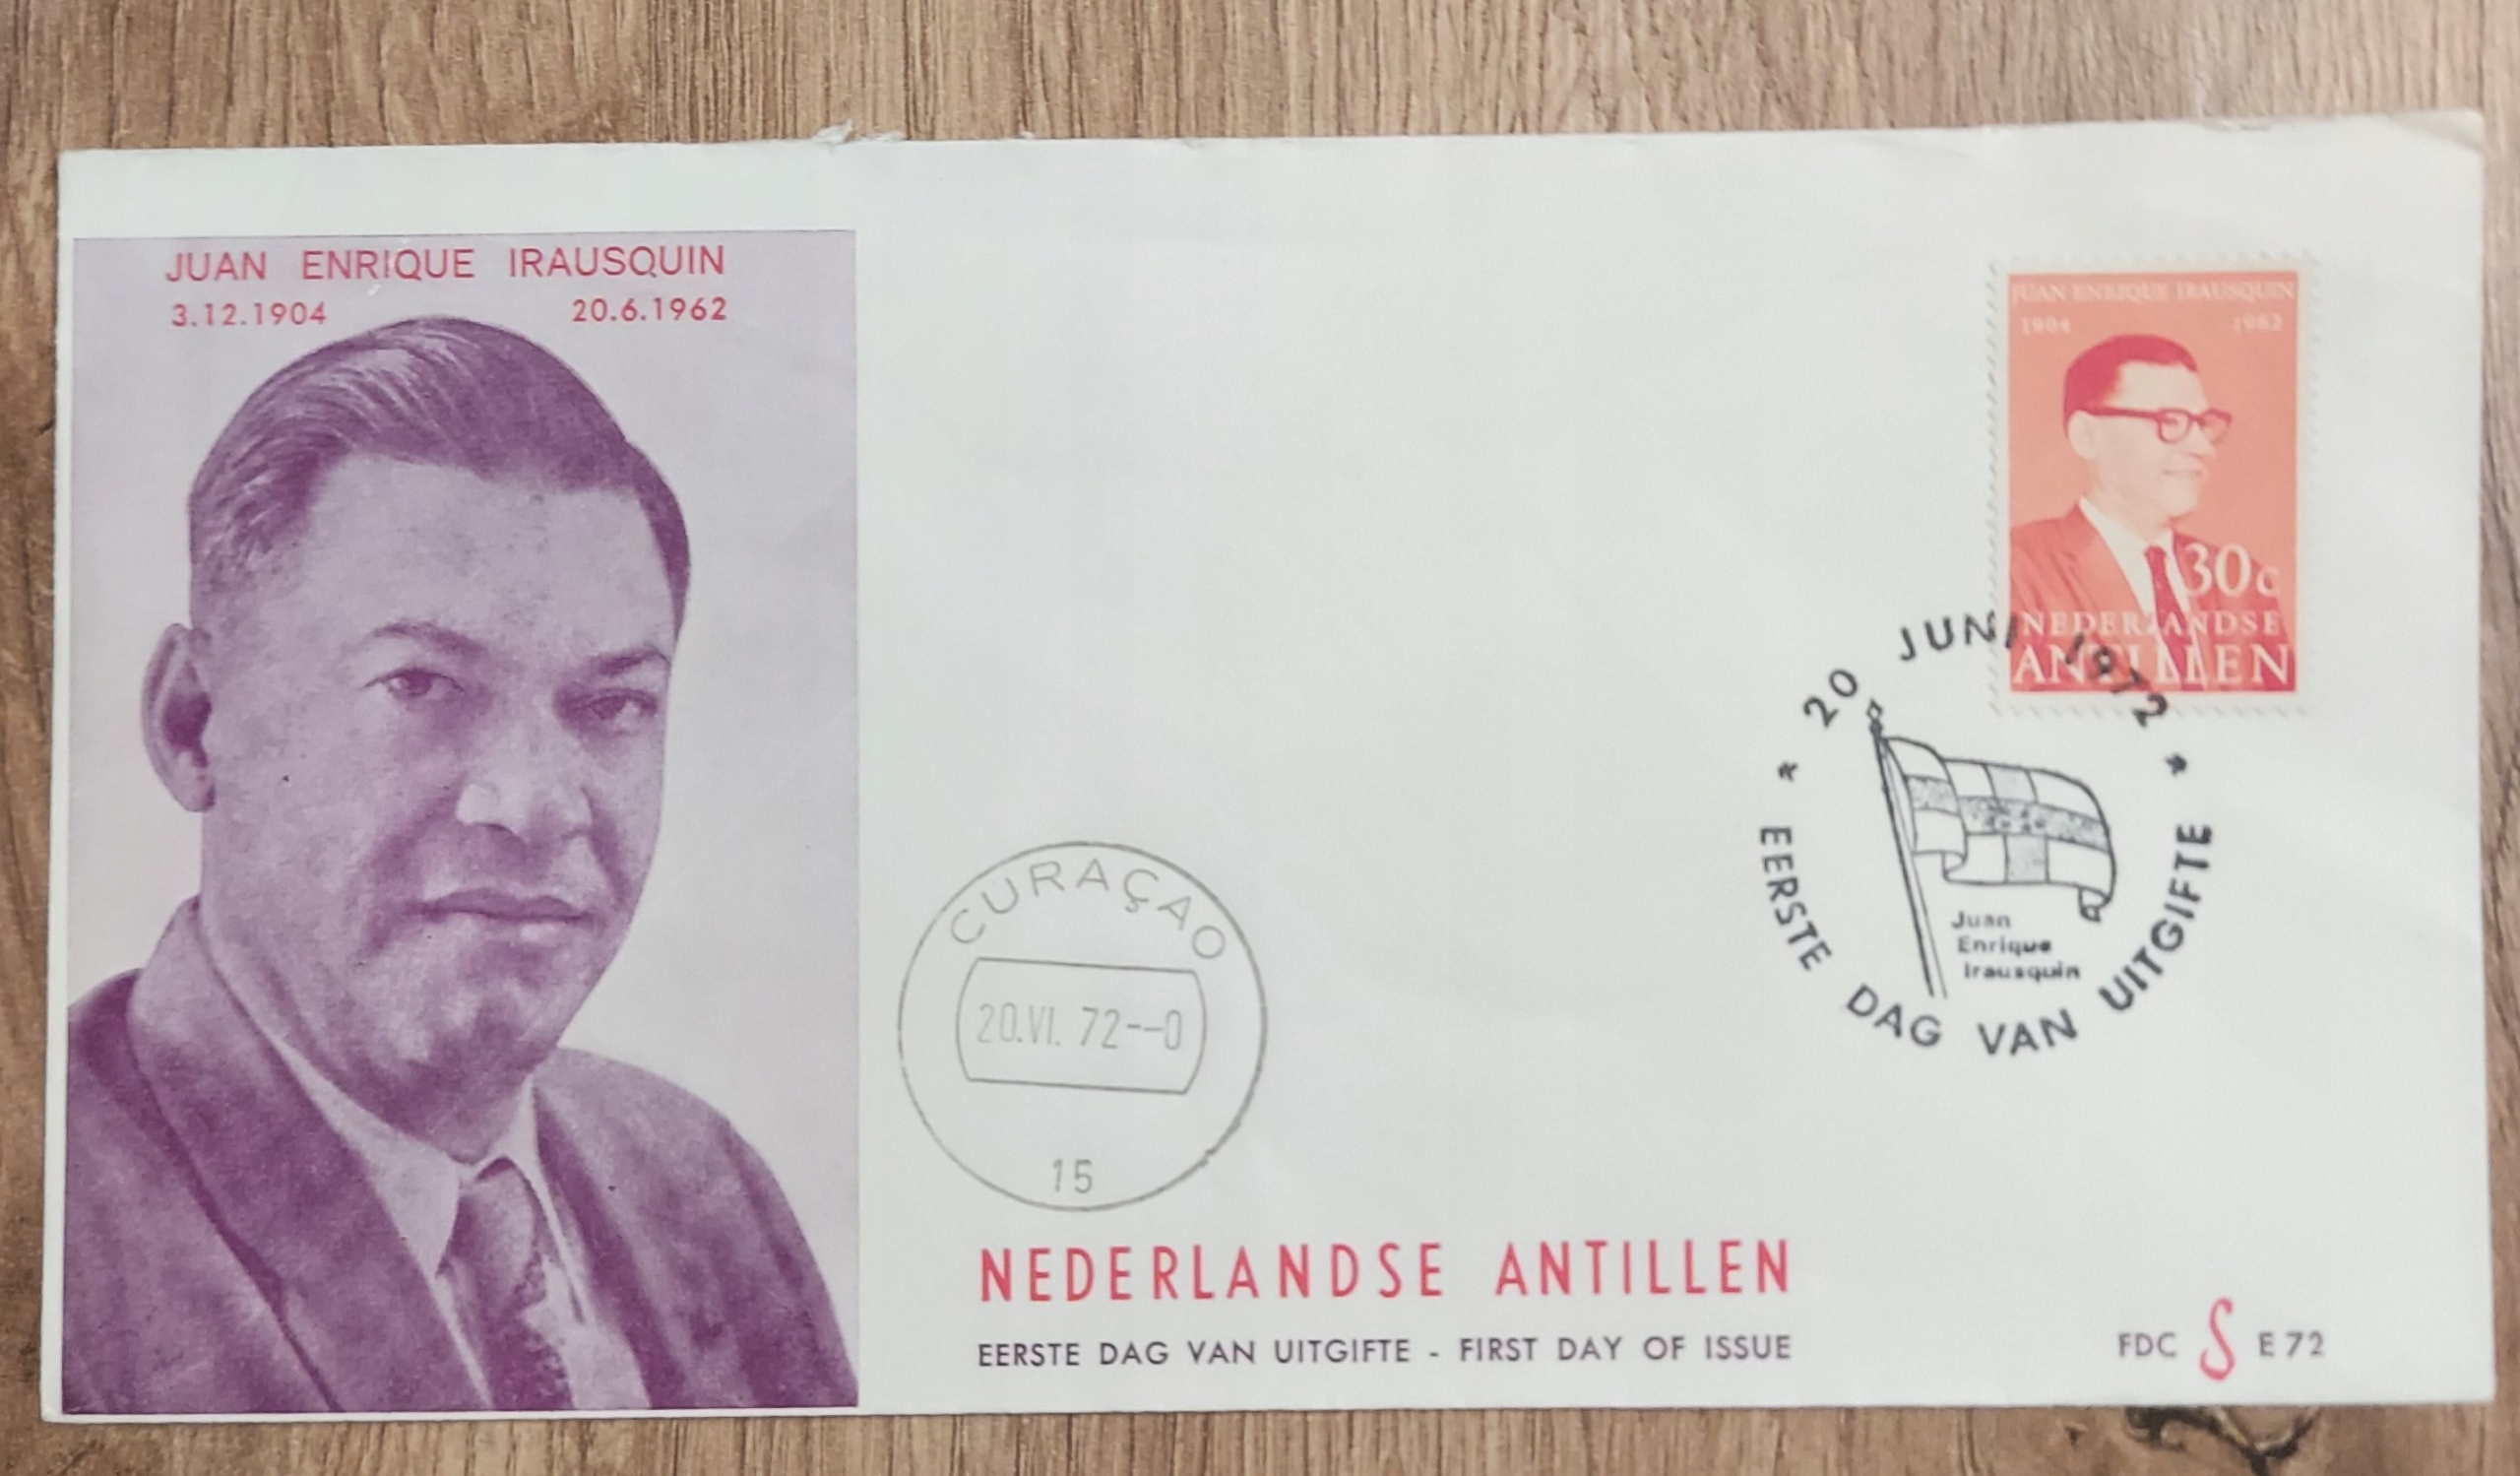 JUAN ENRIQUE IRAUSQUIN
3.12.1904 20.6.1962
JUAN ENRIQUE IRAUSQUIN
1904 1962
30c
NEDERLANDSE
ANTILLEN
* 20 JUNI 1972 *
EERSTE DAG VAN UITGIFTE
Juan
Enrique
Irausquin
CURAÇAO
20.VI. 72--0
15
NEDERLANDSE ANTILLEN
EERSTE DAG VAN UITGIFTE - FIRST DAY OF ISSUE
FDC S E 72